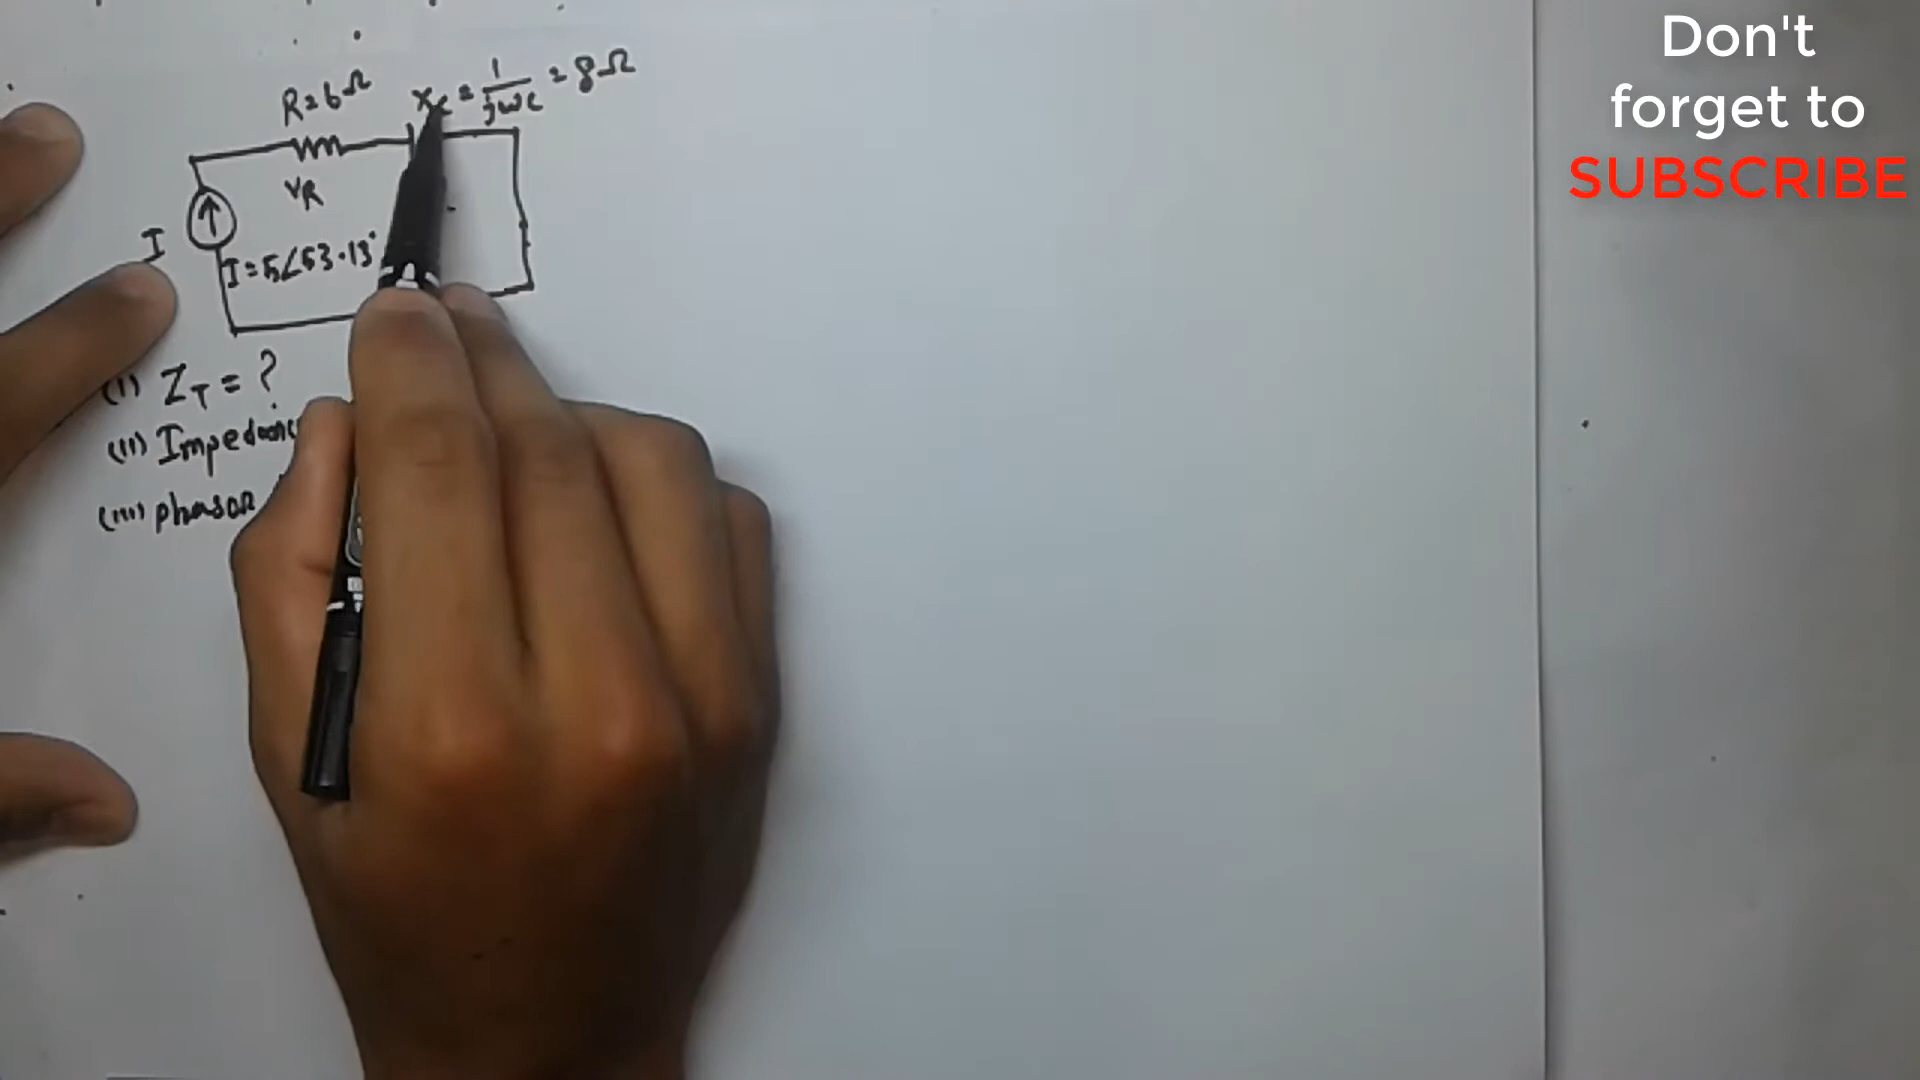 R=6Ω
Xc = 1/jωc = 8Ω
VR
I
I=5∠53.13°
(I) ZT = ?
(II) Impedanc
(III) phasor
Don't
forget to
SUBSCRIBE